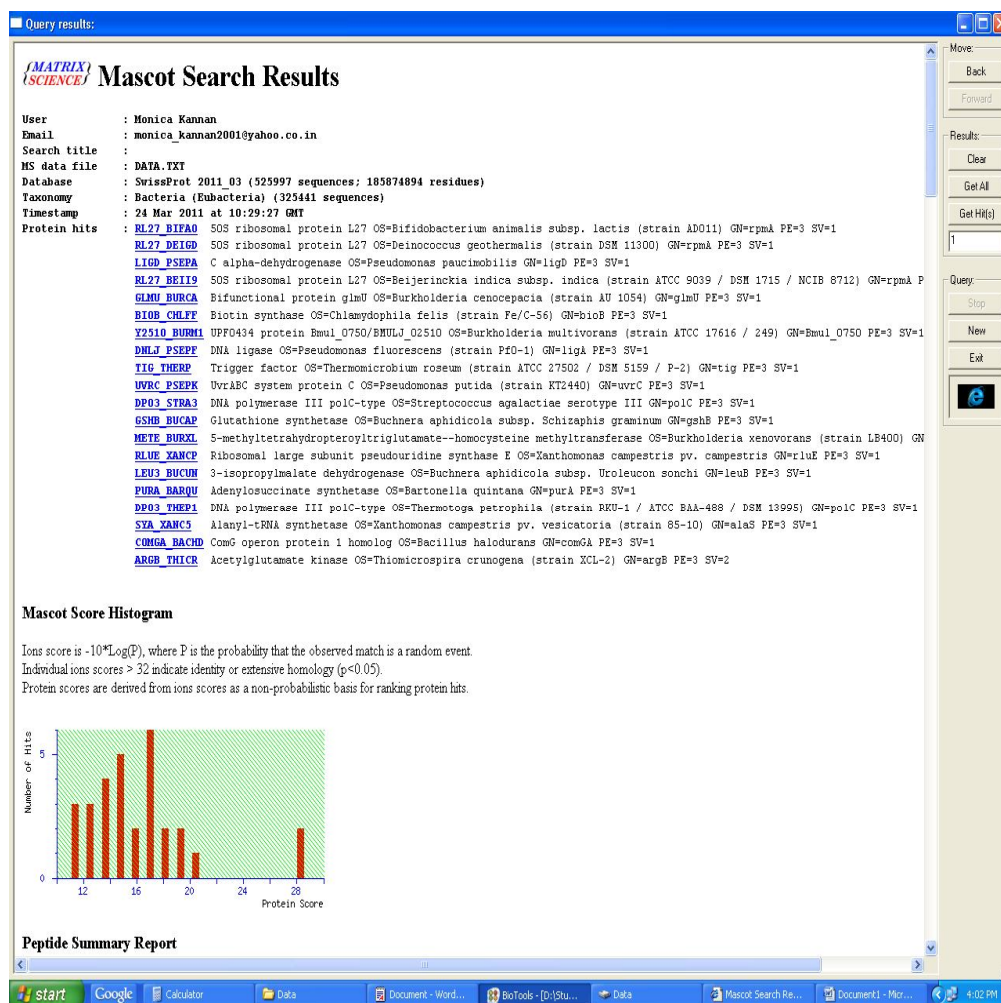 Query results:
{MATRIX SCIENCE} Mascot Search Results
User : Monica Kannan
Email : monica_kannan2001@yahoo.co.in
Search title :
MS data file : DATA.TXT
Database : SwissProt 2011_03 (525997 sequences; 185874894 residues)
Taxonomy : Bacteria (Eubacteria) (325441 sequences)
Timestamp : 24 Mar 2011 at 10:29:27 GMT
Protein hits : RL27_BIFA0 50S ribosomal protein L27 OS=Bifidobacterium animalis subsp. lactis (strain AD011) GN=rpmA PE=3 SV=1
RL27_DEIGD 50S ribosomal protein L27 OS=Deinococcus geothermalis (strain DSM 11300) GN=rpmA PE=3 SV=1
LIGD_PSEPA C alpha-dehydrogenase OS=Pseudomonas paucimobilis GN=ligD PE=3 SV=1
RL27_BEII9 50S ribosomal protein L27 OS=Beijerinckia indica subsp. indica (strain ATCC 9039 / DSM 1715 / NCIB 8712) GN=rpmA P
GLMU_BURCA Bifunctional protein glmU OS=Burkholderia cenocepacia (strain AU 1054) GN=glmU PE=3 SV=1
BIOB_CHLFF Biotin synthase OS=Chlamydophila felis (strain Fe/C-56) GN=bioB PE=3 SV=1
Y2510_BURM1 UPF0434 protein Bmul_0750/BMULJ_02510 OS=Burkholderia multivorans (strain ATCC 17616 / 249) GN=Bmul_0750 PE=3 SV=1
DNLJ_PSEPF DNA ligase OS=Pseudomonas fluorescens (strain Pf0-1) GN=ligA PE=3 SV=1
TIG_THERP Trigger factor OS=Thermomicrobium roseum (strain ATCC 27502 / DSM 5159 / P-2) GN=tig PE=3 SV=1
UVRC_PSEPK UvrABC system protein C OS=Pseudomonas putida (strain KT2440) GN=uvrC PE=3 SV=1
DPO3_STRA3 DNA polymerase III polC-type OS=Streptococcus agalactiae serotype III GN=polC PE=3 SV=1
GSHB_BUCAP Glutathione synthetase OS=Buchnera aphidicola subsp. Schizaphis graminum GN=gshB PE=3 SV=1
METE_BURXL 5-methyltetrahydropteroyltriglutamate--homocysteine methyltransferase OS=Burkholderia xenovorans (strain LB400) GN
RLUE_XANCP Ribosomal large subunit pseudouridine synthase E OS=Xanthomonas campestris pv. campestris GN=rluE PE=3 SV=1
LEU3_BUCUN 3-isopropylmalate dehydrogenase OS=Buchnera aphidicola subsp. Uroleucon sonchi GN=leuB PE=3 SV=1
PURA_BARQU Adenylosuccinate synthetase OS=Bartonella quintana GN=purA PE=3 SV=1
DPO3_THEP1 DNA polymerase III polC-type OS=Thermotoga petrophila (strain RKU-1 / ATCC BAA-488 / DSM 13995) GN=polC PE=3 SV=1
SYA_XANC5 Alanyl-tRNA synthetase OS=Xanthomonas campestris pv. vesicatoria (strain 85-10) GN=alaS PE=3 SV=1
COMGA_BACHD ComG operon protein 1 homolog OS=Bacillus halodurans GN=comGA PE=3 SV=1
ARGB_THICR Acetylglutamate kinase OS=Thiomicrospira crunogena (strain XCL-2) GN=argB PE=3 SV=2
Mascot Score Histogram
Ions score is -10*Log(P), where P is the probability that the observed match is a random event.
Individual ions scores > 32 indicate identity or extensive homology (p<0.05).
Protein scores are derived from ions scores as a non-probabilistic basis for ranking protein hits.
Number of Hits
5
0
12 16 20 24 28
Protein Score
Peptide Summary Report
Move:
Back
Forward
Results:
Clear
Get All
Get Hit(s)
1
Query:
Stop
New
Exit
start Google Calculator Data Document - Word... BioTools - [D:\Stu... Data Mascot Search Re... Document1 - Micr... 4:02 PM